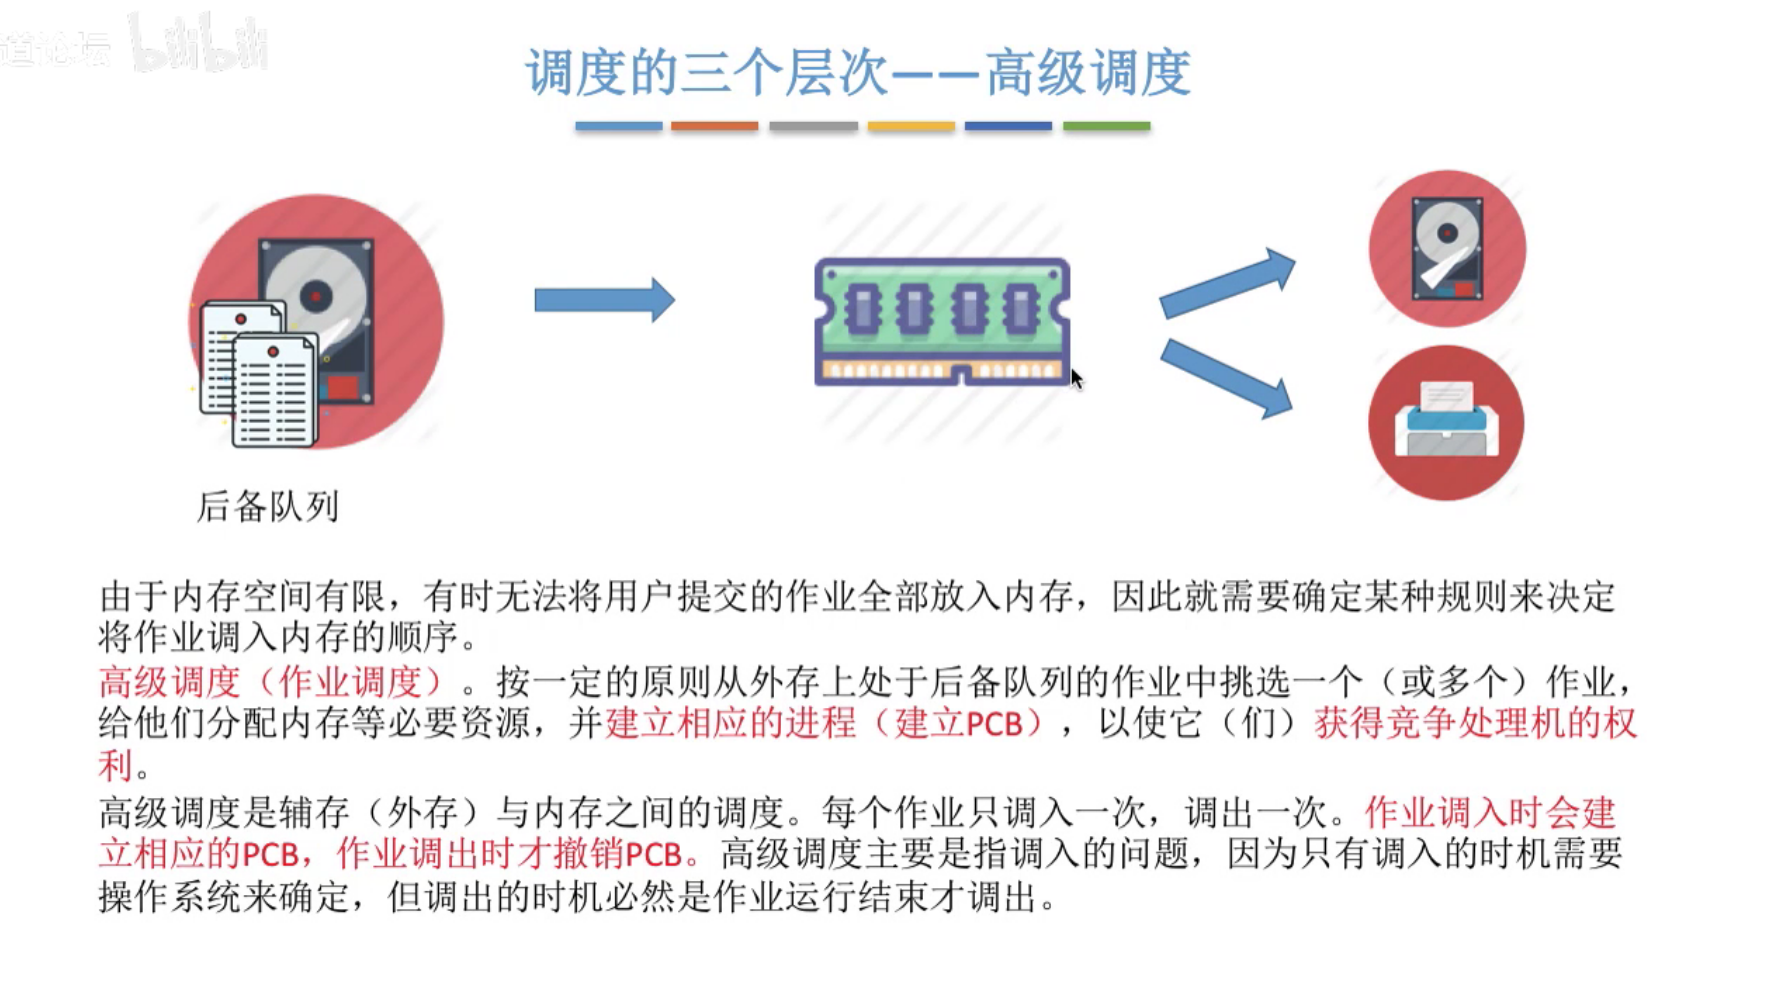 道论坛 bilibili
调度的三个层次——高级调度
后备队列
由于内存空间有限，有时无法将用户提交的作业全部放入内存，因此就需要确定某种规则来决定
将作业调入内存的顺序。
高级调度（作业调度）。按一定的原则从外存上处于后备队列的作业中挑选一个（或多个）作业，
给他们分配内存等必要资源，并建立相应的进程（建立PCB），以使它（们）获得竞争处理机的权
利。
高级调度是辅存（外存）与内存之间的调度。每个作业只调入一次，调出一次。作业调入时会建
立相应的PCB，作业调出时才撤销PCB。高级调度主要是指调入的问题，因为只有调入的时机需要
操作系统来确定，但调出的时机必然是作业运行结束才调出。